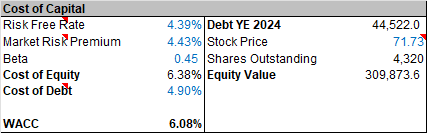 Cost of Capital
Risk Free Rate 4.39% Debt YE 2024 44,522.0
Market Risk Premium 4.43% Stock Price 71.73
Beta 0.45 Shares Outstanding 4,320
Cost of Equity 6.38% Equity Value 309,873.6
Cost of Debt 4.90%
WACC 6.08%